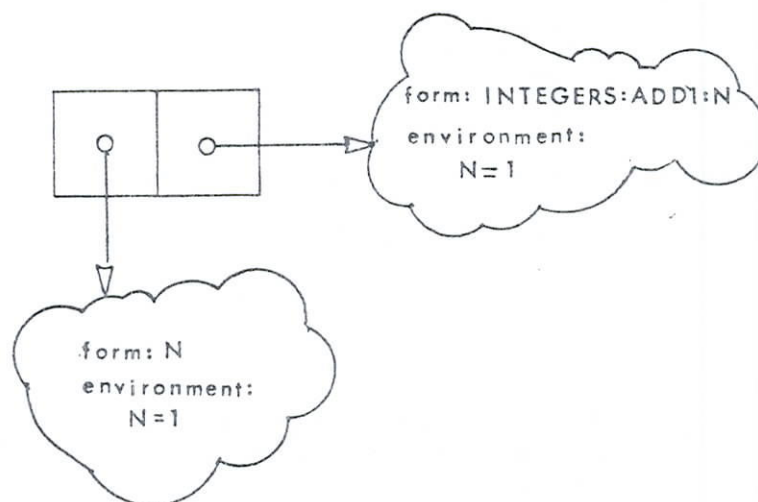 form: INTEGERS:ADD1:N
environment:
N=1
form: N
environment:
N=1